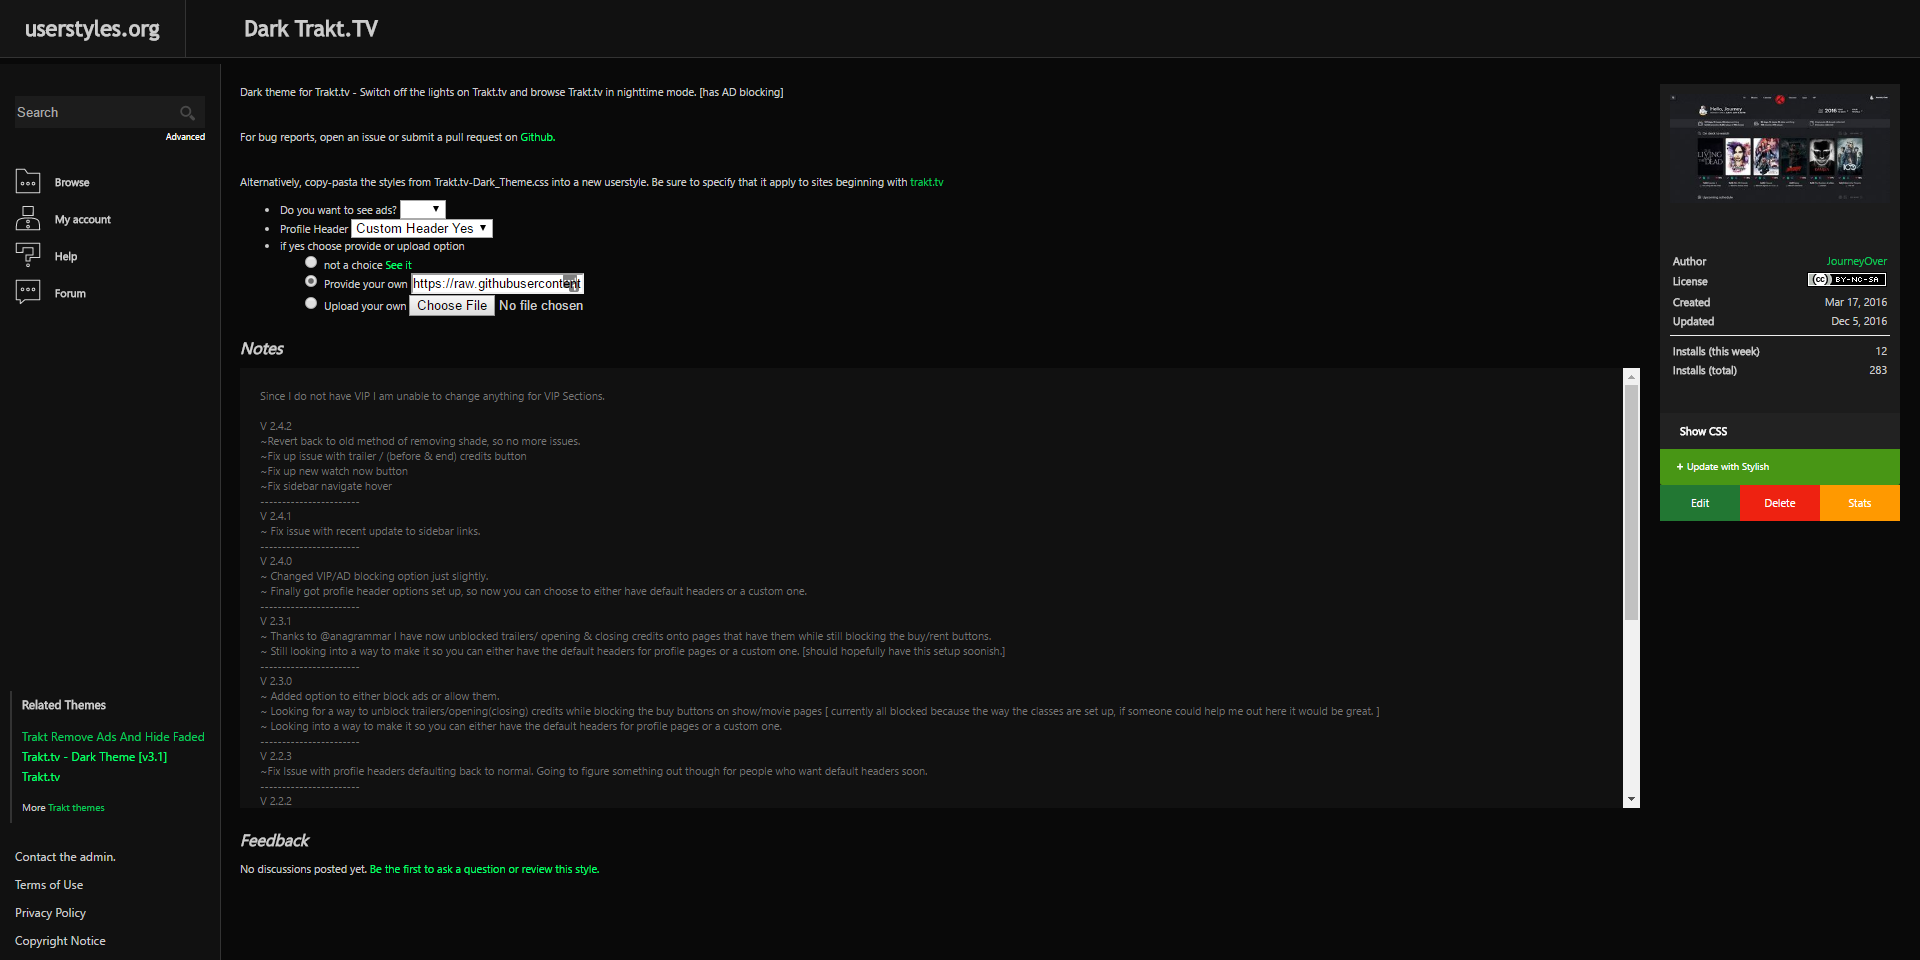 userstyles.org
Dark Trakt.TV
Search
Advanced
Browse
My account
Help
Forum
Related Themes
Trakt Remove Ads And Hide Faded
Trakt.tv - Dark Theme [v3.1]
Trakt.tv
More Trakt themes
Contact the admin.
Terms of Use
Privacy Policy
Copyright Notice
Dark theme for Trakt.tv - Switch off the lights on Trakt.tv and browse Trakt.tv in nighttime mode. [has AD blocking]
For bug reports, open an issue or submit a pull request on Github.
Alternatively, copy-pasta the styles from Trakt.tv-Dark_Theme.css into a new userstyle. Be sure to specify that it apply to sites beginning with trakt.tv
• Do you want to see ads?
• Profile Header Custom Header Yes
• if yes choose provide or upload option
not a choice See it
Provide your own https://raw.githubusercontent
Upload your own Choose File No file chosen
Notes
Since I do not have VIP I am unable to change anything for VIP Sections.
V 2.4.2
~Revert back to old method of removing shade, so no more issues.
~Fix up issue with trailer / (before & end) credits button
~Fix up new watch now button
~Fix sidebar navigate hover
-----------------------
V 2.4.1
~ Fix issue with recent update to sidebar links.
-----------------------
V 2.4.0
~ Changed VIP/AD blocking option just slightly.
~ Finally got profile header options set up, so now you can choose to either have default headers or a custom one.
-----------------------
V 2.3.1
~ Thanks to @anagrammar I have now unblocked trailers/ opening & closing credits onto pages that have them while still blocking the buy/rent buttons.
~ Still looking into a way to make it so you can either have the default headers for profile pages or a custom one. [should hopefully have this setup soonish.]
-----------------------
V 2.3.0
~ Added option to either block ads or allow them.
~ Looking for a way to unblock trailers/opening(closing) credits while blocking the buy buttons on show/movie pages [ currently all blocked because the way the classes are set up, if someone could help me out here it would be great. ]
~ Looking into a way to make it so you can either have the default headers for profile pages or a custom one.
-----------------------
V 2.2.3
~Fix Issue with profile headers defaulting back to normal. Going to figure something out though for people who want default headers soon.
-----------------------
V 2.2.2
Feedback
No discussions posted yet. Be the first to ask a question or review this style.
Hello, Journey
2016
LIVING
DEAD
Author JourneyOver
License cc BY-NC-SA
Created Mar 17, 2016
Updated Dec 5, 2016
Installs (this week) 12
Installs (total) 283
Show CSS
+ Update with Stylish
Edit Delete Stats